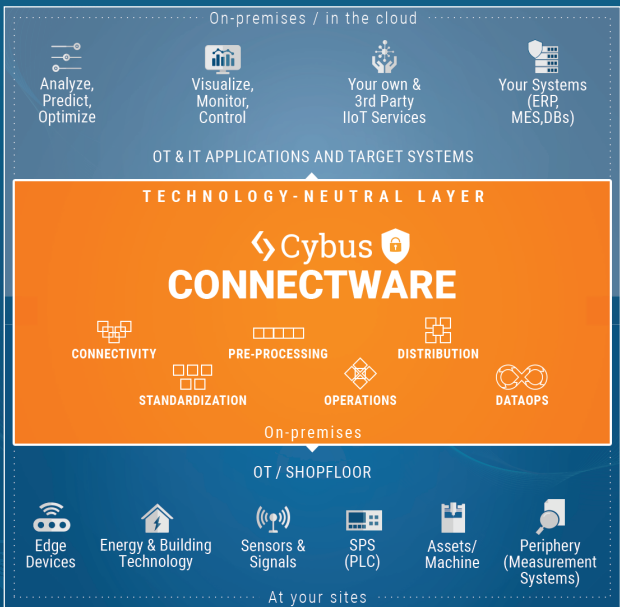 On-premises / in the cloud
Analyze,
Predict,
Optimize
Visualize,
Monitor,
Control
Your own &
3rd Party
IIoT Services
Your Systems
(ERP,
MES,DBs)
OT & IT APPLICATIONS AND TARGET SYSTEMS
TECHNOLOGY-NEUTRAL LAYER
Cybus
CONNECTWARE
CONNECTIVITY
PRE-PROCESSING
DISTRIBUTION
STANDARDIZATION
OPERATIONS
DATAOPS
On-premises
OT / SHOPFLOOR
Edge
Devices
Energy & Building
Technology
Sensors &
Signals
SPS
(PLC)
Assets/
Machine
Periphery
(Measurement
Systems)
At your sites